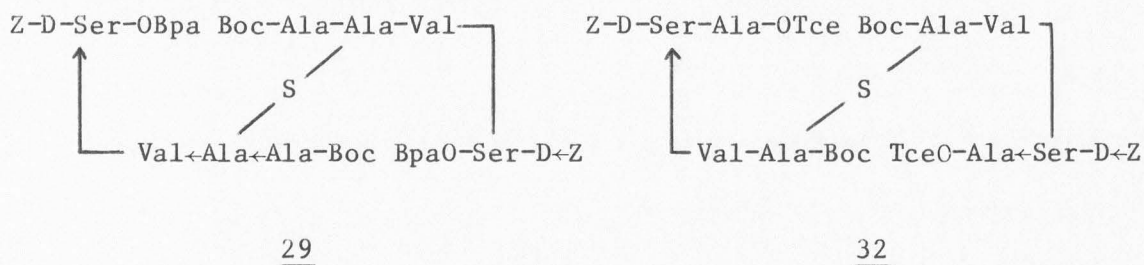 Z-D-Ser-OBpa Boc-Ala-Ala-Val Z-D-Ser-Ala-OTce Boc-Ala-Val
S S
Val←Ala←Ala-Boc BpaO-Ser-D←Z Val-Ala-Boc TceO-Ala←Ser-D←Z
29 32